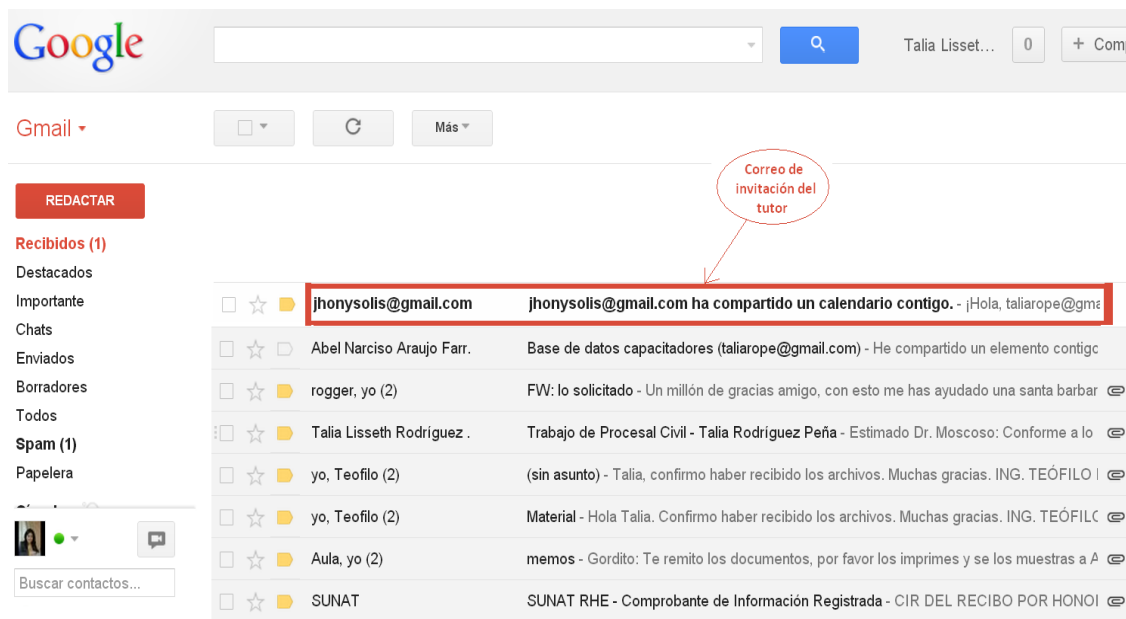 Google
Talia Lisset... 0 + Com
Gmail
Más
Correo de
invitación del
tutor
REDACTAR
Recibidos (1)
Destacados
Importante
Chats
Enviados
Borradores
Todos
Spam (1)
Papelera
Buscar contactos...
jhonysolis@gmail.com jhonysolis@gmail.com ha compartido un calendario contigo. - ¡Hola, taliarope@gma
Abel Narciso Araujo Farr. Base de datos capacitadores (taliarope@gmail.com) - He compartido un elemento contigo
rogger, yo (2) FW: lo solicitado - Un millón de gracias amigo, con esto me has ayudado una santa barbar
Talia Lisseth Rodríguez . Trabajo de Procesal Civil - Talia Rodríguez Peña - Estimado Dr. Moscoso: Conforme a lo
yo, Teofilo (2) (sin asunto) - Talia, confirmo haber recibido los archivos. Muchas gracias. ING. TEÓFILO
yo, Teofilo (2) Material - Hola Talia. Confirmo haber recibido los archivos. Muchas gracias. ING. TEÓFILO
Aula, yo (2) memos - Gordito: Te remito los documentos, por favor los imprimes y se los muestras a A
SUNAT SUNAT RHE - Comprobante de Información Registrada - CIR DEL RECIBO POR HONO